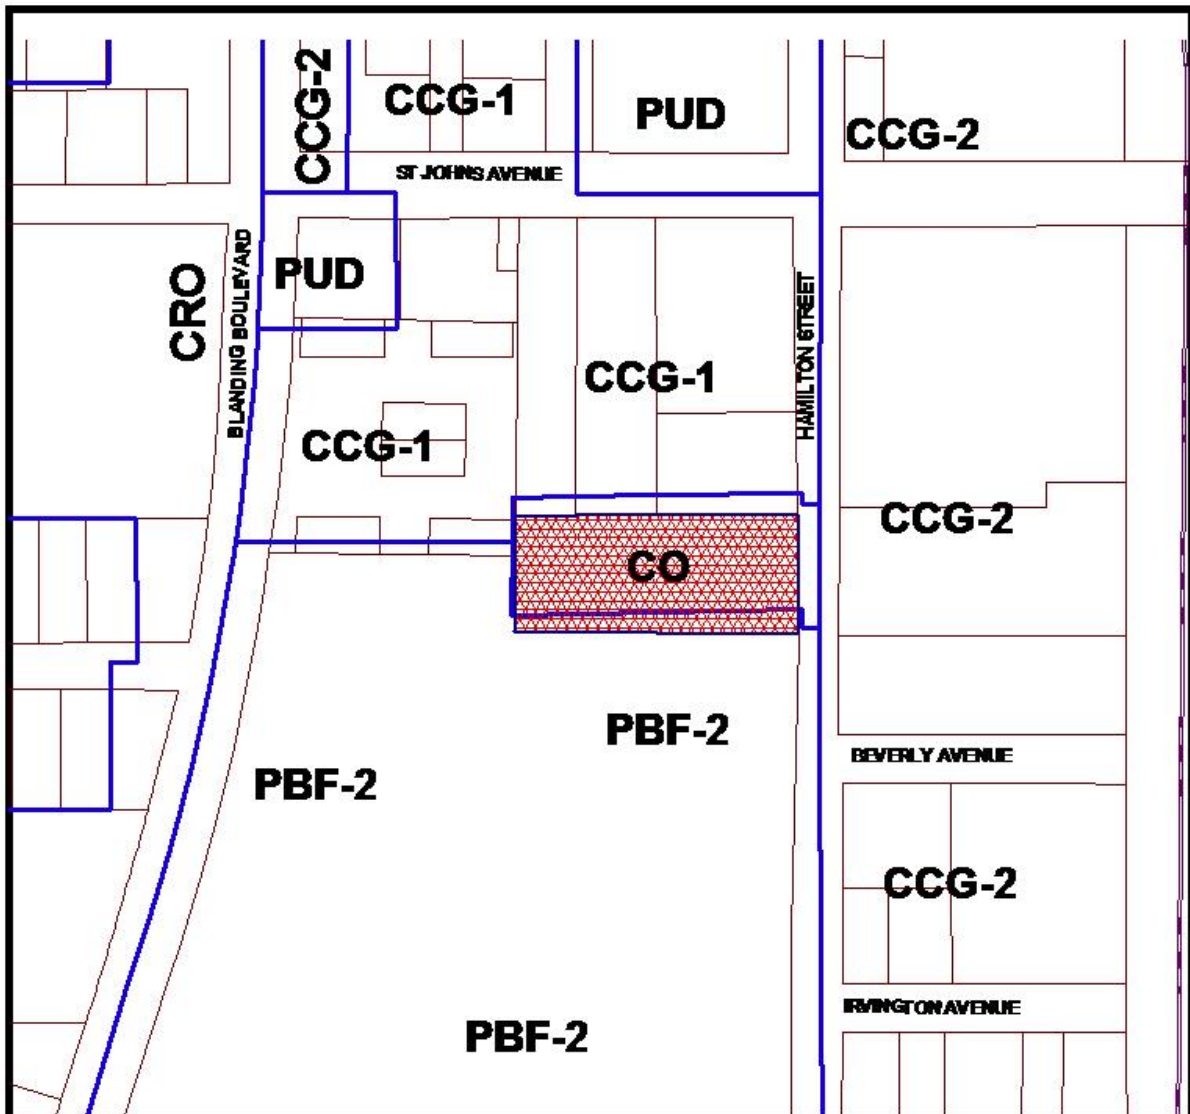 CCG-2
CCG-1
PUD
CCG-2
ST JOHNS AVENUE
CRO
BLANDING BOULEVARD
PUD
HAMILTON STREET
CCG-1
CCG-1
CCG-2
CO
PBF-2
BEVERLY AVENUE
PBF-2
CCG-2
IRVINGTON AVENUE
PBF-2